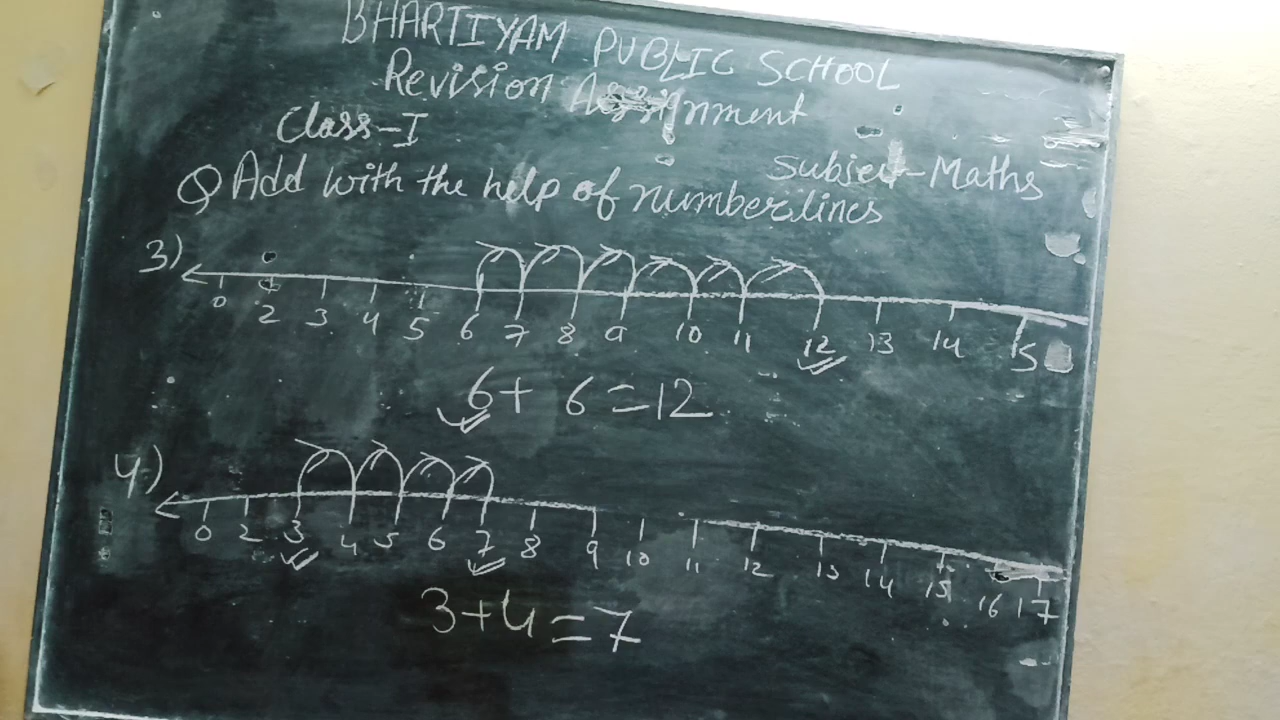 BHARTIYAM PUBLIC SCHOOL
Revision Assignment
Class-I
Subject-Maths
Q Add with the help of number lines
3)
0 2 3 4 5 6 7 8 9 10 11 12 13 14 15
6+ 6=12
4)
0 2 3 4 5 6 7 8 9 10 11 12 13 14 15 16 17
3+4=7